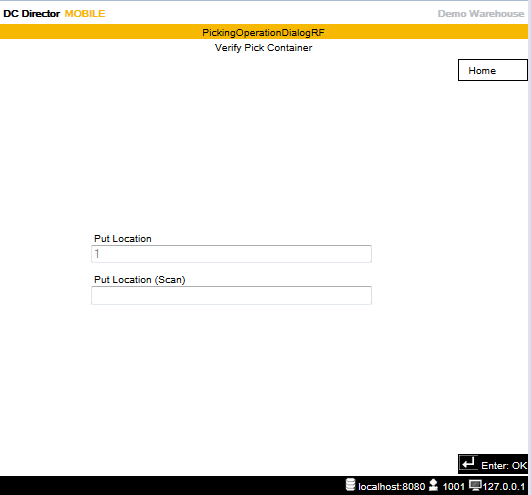 DC Director MOBILE Demo Warehouse
PickingOperationDialogRF
Verify Pick Container
Home
Put Location
1
Put Location (Scan)
Enter: OK
localhost:8080 1001 127.0.0.1